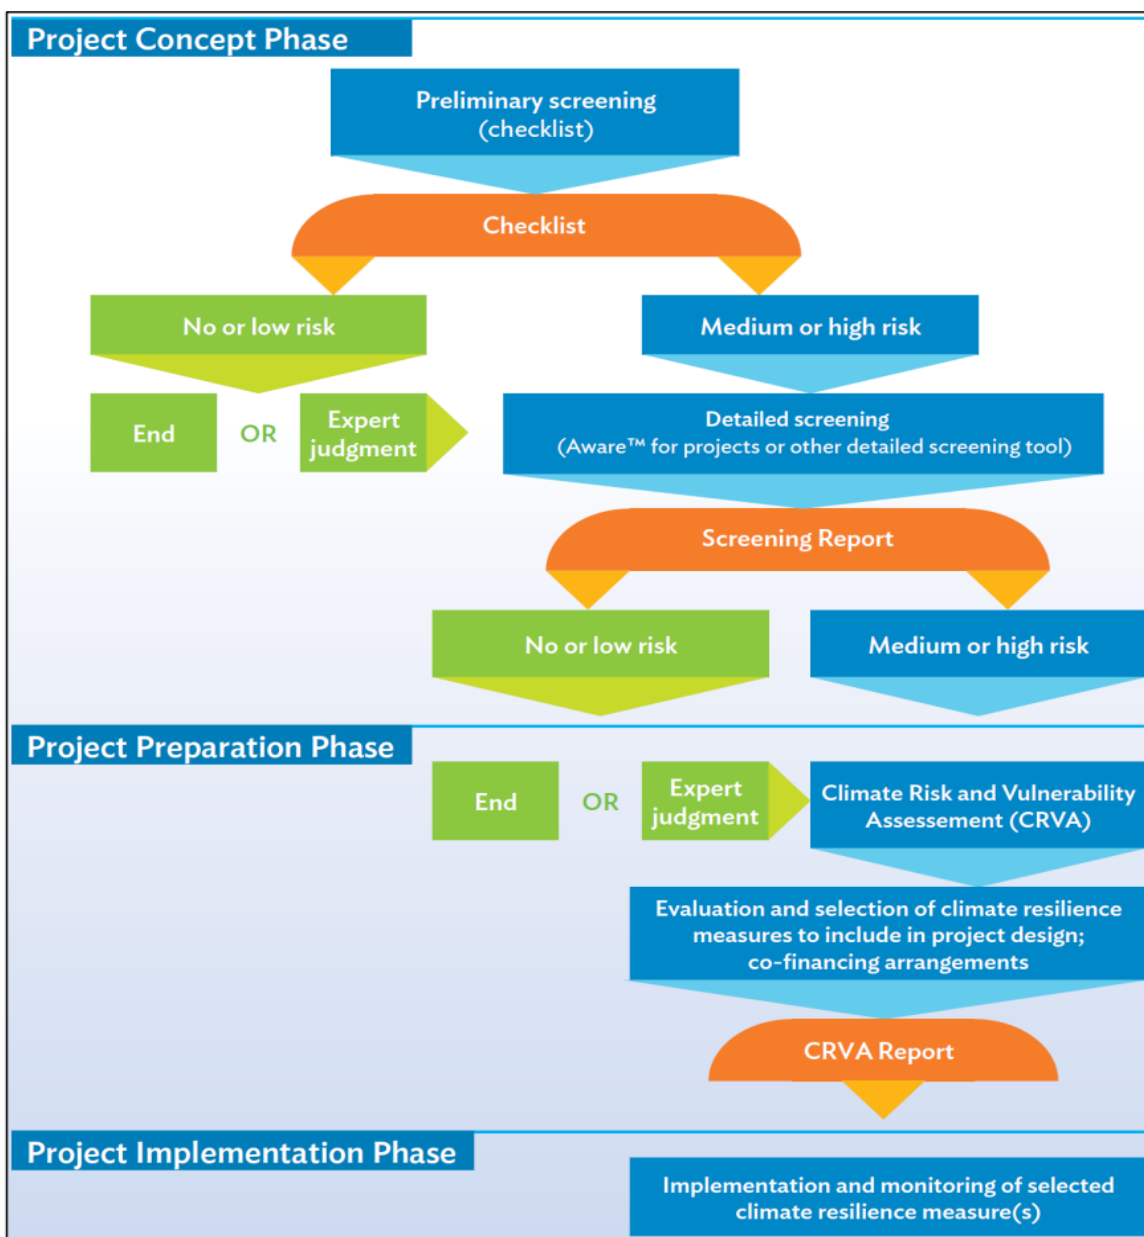 Project Concept Phase
Preliminary screening
(checklist)
Checklist
No or low risk
Medium or high risk
End
OR
Expert
judgment
Detailed screening
(Aware™ for projects or other detailed screening tool)
Screening Report
No or low risk
Medium or high risk
Project Preparation Phase
End
OR
Expert
judgment
Climate Risk and Vulnerability
Assessement (CRVA)
Evaluation and selection of climate resilience
measures to include in project design;
co-financing arrangements
CRVA Report
Project Implementation Phase
Implementation and monitoring of selected
climate resilience measure(s)